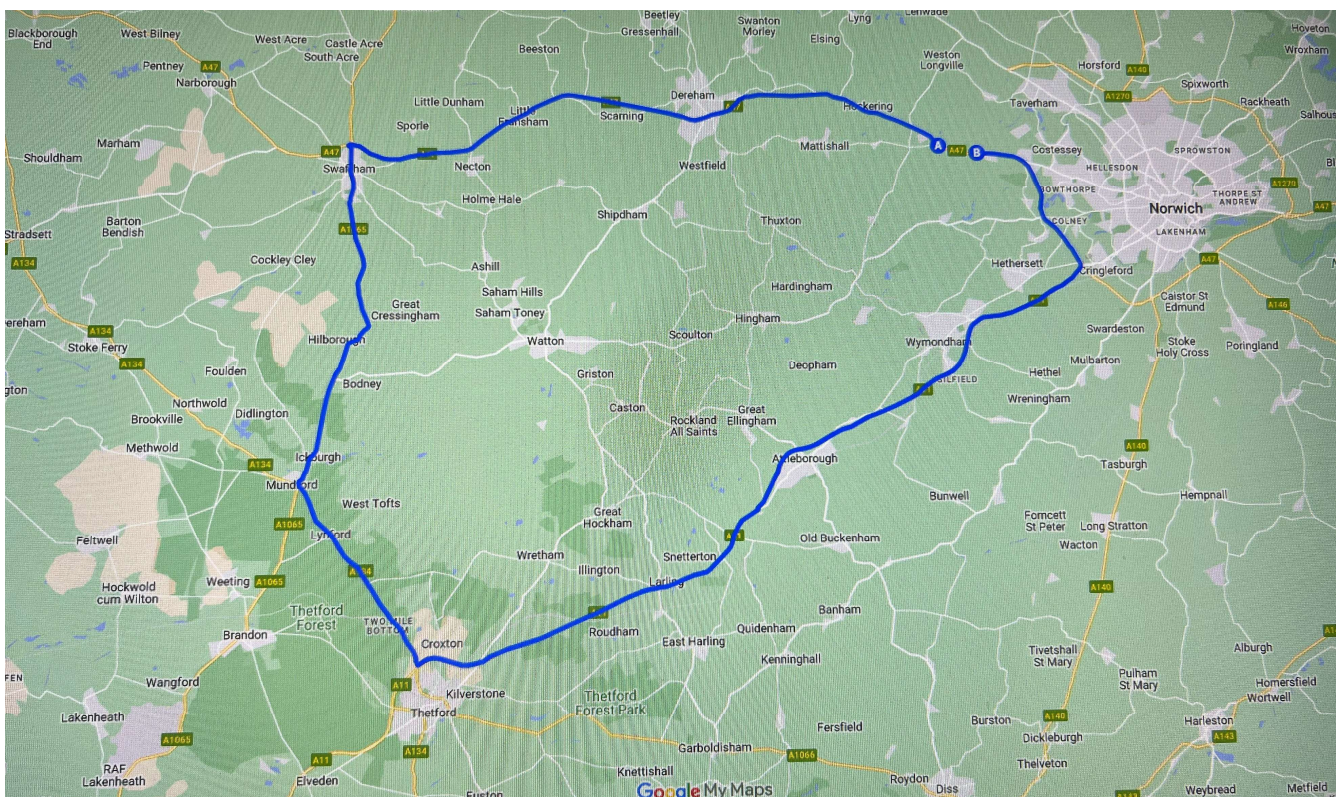 Blackborough
End
West Bilney
West Acre
Castle Acre
South Acre
Beetley
Gressenhall
Swanton
Morley
Lyng
Elsing
Lenwade
Hoveton
Wroxham
Pentney
A47
Narborough
Beeston
Weston
Longville
Horsford
A140
Spixworth
A1270
Rackheath
Little Dunham
Little
Fransham
Scarning
Dereham
Hockering
Taverham
Salhous
Marham
Sporle
Shouldham
A47
Swaffham
Necton
Westfield
Mattishall
A
A47
B
Costessey
HELLESDON
SPROWSTON
BOWTHORPE
A1270
THORPE ST
ANDREW
Norwich
A47
Holme Hale
Shipdham
Thuxton
COLNEY
LAKENHAM
Barton
Bendish
Stradsett
A134
Cockley Cley
Ashill
Hethersett
Cringleford
A47
Saham Hills
Saham Toney
Great
Cressingham
Hardingham
Caistor St
Edmund
A146
ereham
A134
Stoke Ferry
Hilborough
Watton
Scoulton
Hingham
Wymondham
Swardeston
Stoke
Holy Cross
Poringland
A134
Foulden
Bodney
Griston
Deopham
Hethel
Mulbarton
gton
Northwold
Brookville
Didlington
Caston
Rockland
All Saints
Great
Ellingham
Wreningham
Methwold
A134
Ickburgh
Attleborough
A140
Tasburgh
Mundford
West Tofts
Bunwell
Hempnall
A1065
Great
Hockham
Forncett
St Peter
Long Stratton
Feltwell
Lynford
Wretham
Snetterton
Old Buckenham
Wacton
Hockwold
cum Wilton
Weeting
A1065
Illington
Larling
A140
Thetford
Forest
Banham
Brandon
Croxton
Roudham
East Harling
Quidenham
Kenninghall
Tivetshall
St Mary
Alburgh
Pulham
St Mary
Homersfield
Wortwell
FEN
Wangford
A11
Kilverstone
Thetford
Forest Park
Lakenheath
Thetford
Fersfield
Burston
A140
Dickleburgh
Harleston
A143
A1065
A134
Garboldisham
A1066
Thelveton
RAF
Lakenheath
A11
Elveden
Knettishall
Euston
Google My Maps
Roydon
Diss
Weybread
Metfield